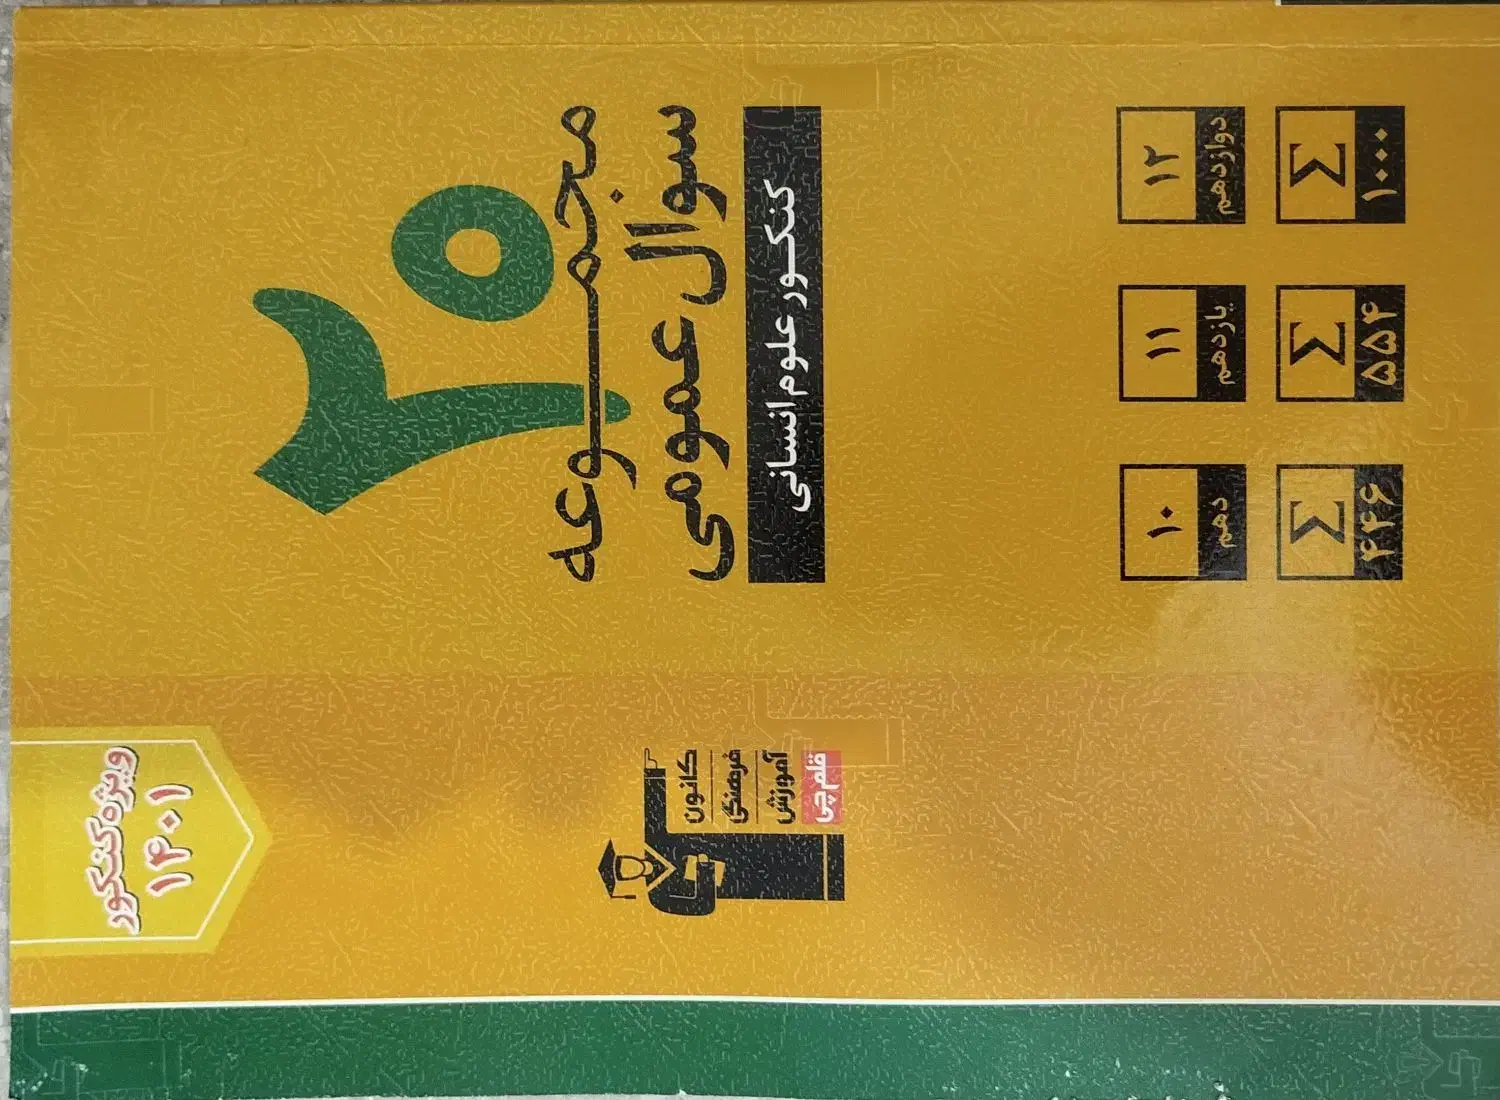 ویژه کنکور
۱۴۰۱
۲۰
مجموعه
سوال عمومی
کنکور علوم انسانی
کانون
فرهنگی
آموزش
قلم‌چی
۱۰
دهم
۱۱
یازدهم
۱۲
دوازدهم
Σ
۴۴۶
Σ
۵۵۴
Σ
۱۰۰۰